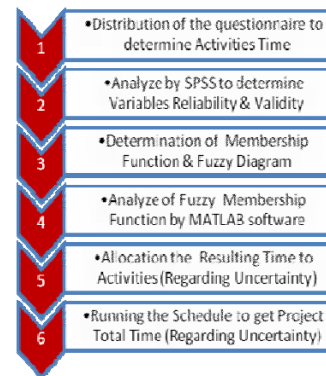 1
•Distribution of the questionnaire to
determine Activities Time
2
•Analyze by SPSS to determine
Variables Reliability & Validity
3
•Determination of Membership
Function & Fuzzy Diagram
4
•Analyze of Fuzzy Membership
Function by MATLAB software
5
•Allocation the Resulting Time to
Activities (Regarding Uncertainty)
6
•Running the Schedule to get Project
Total Time (Regarding Uncertainty)